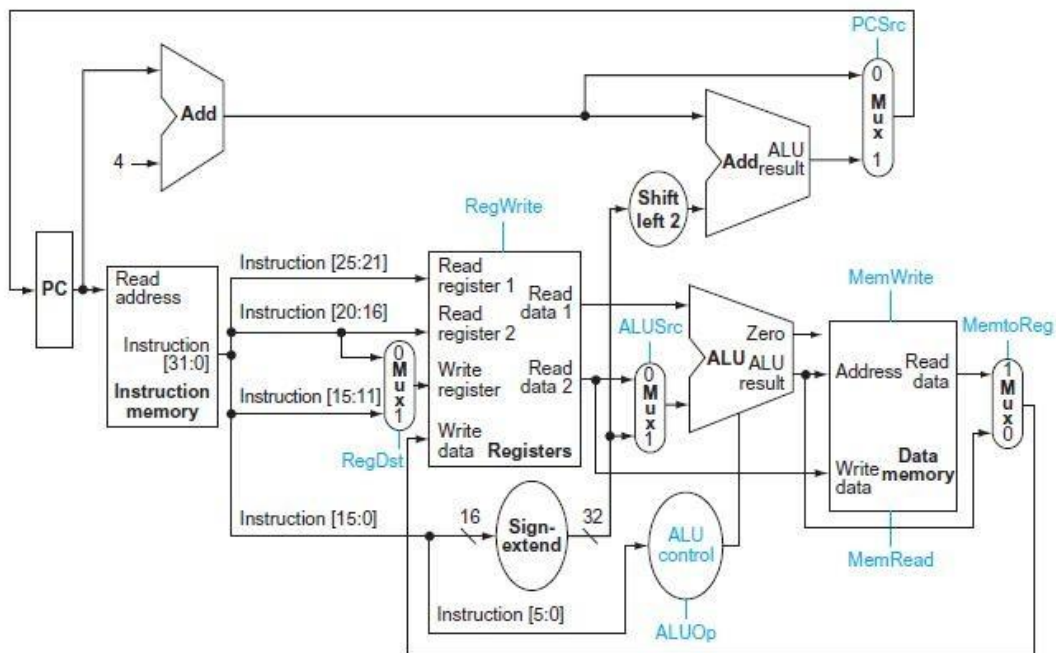 PCSrc
0
M
u
x
1
Add
4
Add
ALU
result
Shift
left 2
RegWrite
PC
Read
address
Instruction
[31:0]
Instruction
memory
Instruction [25:21]
Instruction [20:16]
Instruction [15:11]
0
M
u
x
1
RegDst
Read
register 1
Read
register 2
Write
register
Write
data
Read
data 1
Read
data 2
Registers
ALUSrc
0
M
u
x
1
Zero
ALU
ALU
result
MemWrite
Address
Read
data
Write
data
Data
memory
MemRead
MemtoReg
1
M
u
x
0
Instruction [15:0]
16
Sign-
extend
32
ALU
control
Instruction [5:0]
ALUOp